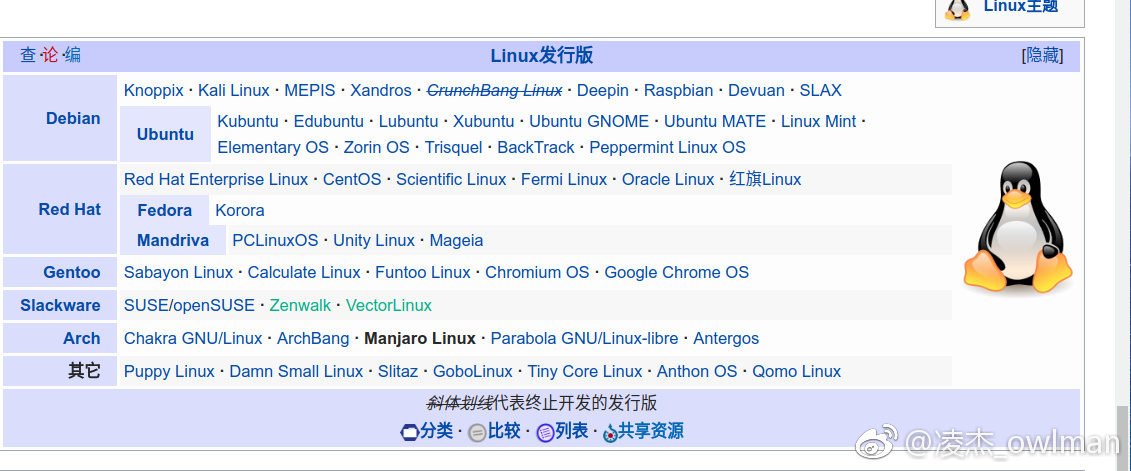 Linux主题
查·论·编 Linux发行版 [隐藏]
Debian
Knoppix · Kali Linux · MEPIS · Xandros · CrunchBang Linux · Deepin · Raspbian · Devuan · SLAX
Ubuntu
Kubuntu · Edubuntu · Lubuntu · Xubuntu · Ubuntu GNOME · Ubuntu MATE · Linux Mint ·
Elementary OS · Zorin OS · Trisquel · BackTrack · Peppermint Linux OS
Red Hat
Red Hat Enterprise Linux · CentOS · Scientific Linux · Fermi Linux · Oracle Linux · 红旗Linux
Fedora Korora
Mandriva PCLinuxOS · Unity Linux · Mageia
Gentoo Sabayon Linux · Calculate Linux · Funtoo Linux · Chromium OS · Google Chrome OS
Slackware SUSE/openSUSE · Zenwalk · VectorLinux
Arch Chakra GNU/Linux · ArchBang · Manjaro Linux · Parabola GNU/Linux-libre · Antergos
其它 Puppy Linux · Damn Small Linux · Slitaz · GoboLinux · Tiny Core Linux · Anthon OS · Qomo Linux
斜体划线代表终止开发的发行版
分类 · 比较 · 列表 · 共享资源
@凌杰_owlman